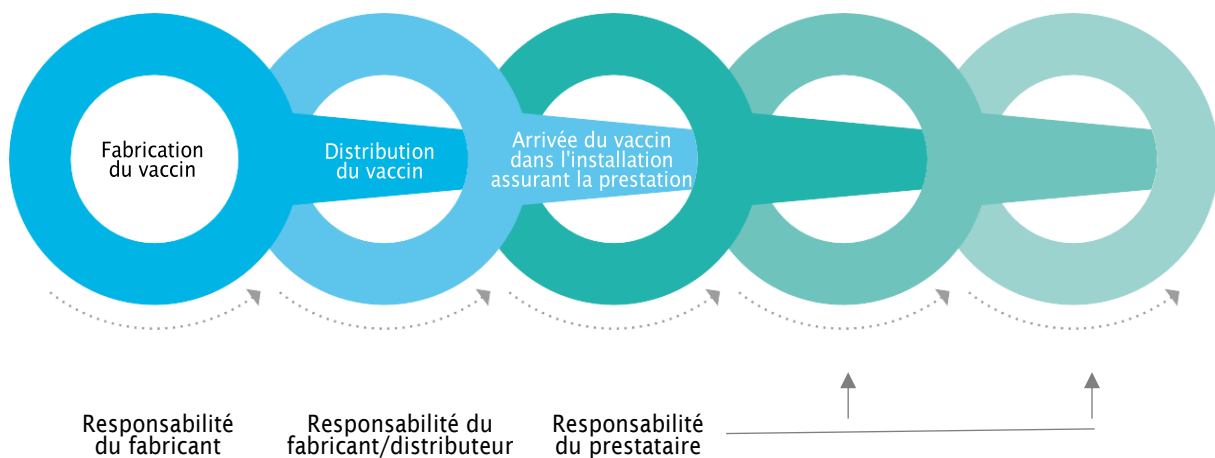 Fabrication
du vaccin
Distribution
du vaccin
Arrivée du vaccin
dans l'installation
assurant la prestation
Responsabilité
du fabricant
Responsabilité du
fabricant/distributeur
Responsabilité
du prestataire